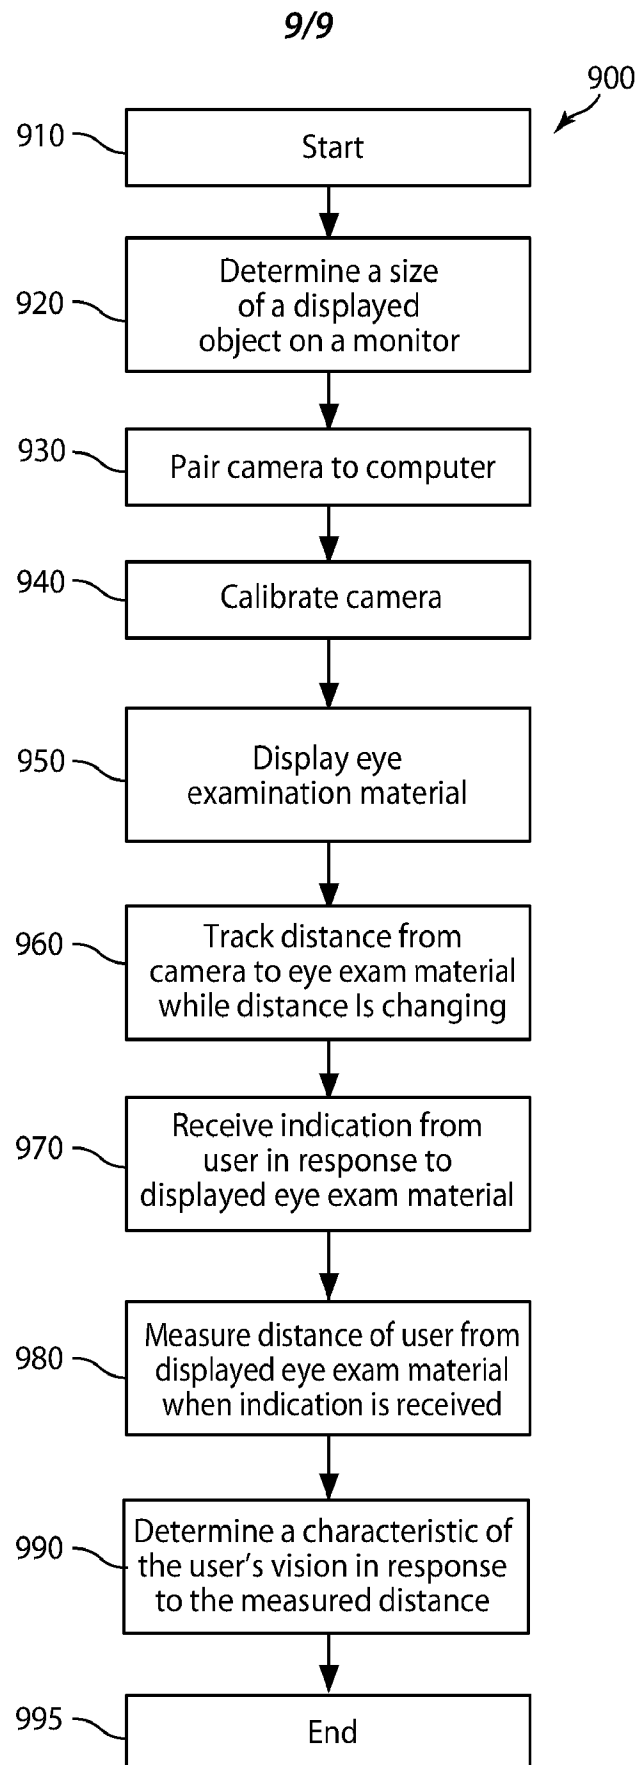 9/9
900
910
Start
920
Determine a size
of a displayed
object on a monitor
930
Pair camera to computer
940
Calibrate camera
950
Display eye
examination material
960
Track distance from
camera to eye exam material
while distance Is changing
970
Receive indication from
user in response to
displayed eye exam material
980
Measure distance of user from
displayed eye exam material
when indication is received
990
Determine a characteristic of
the user's vision in response
to the measured distance
995
End